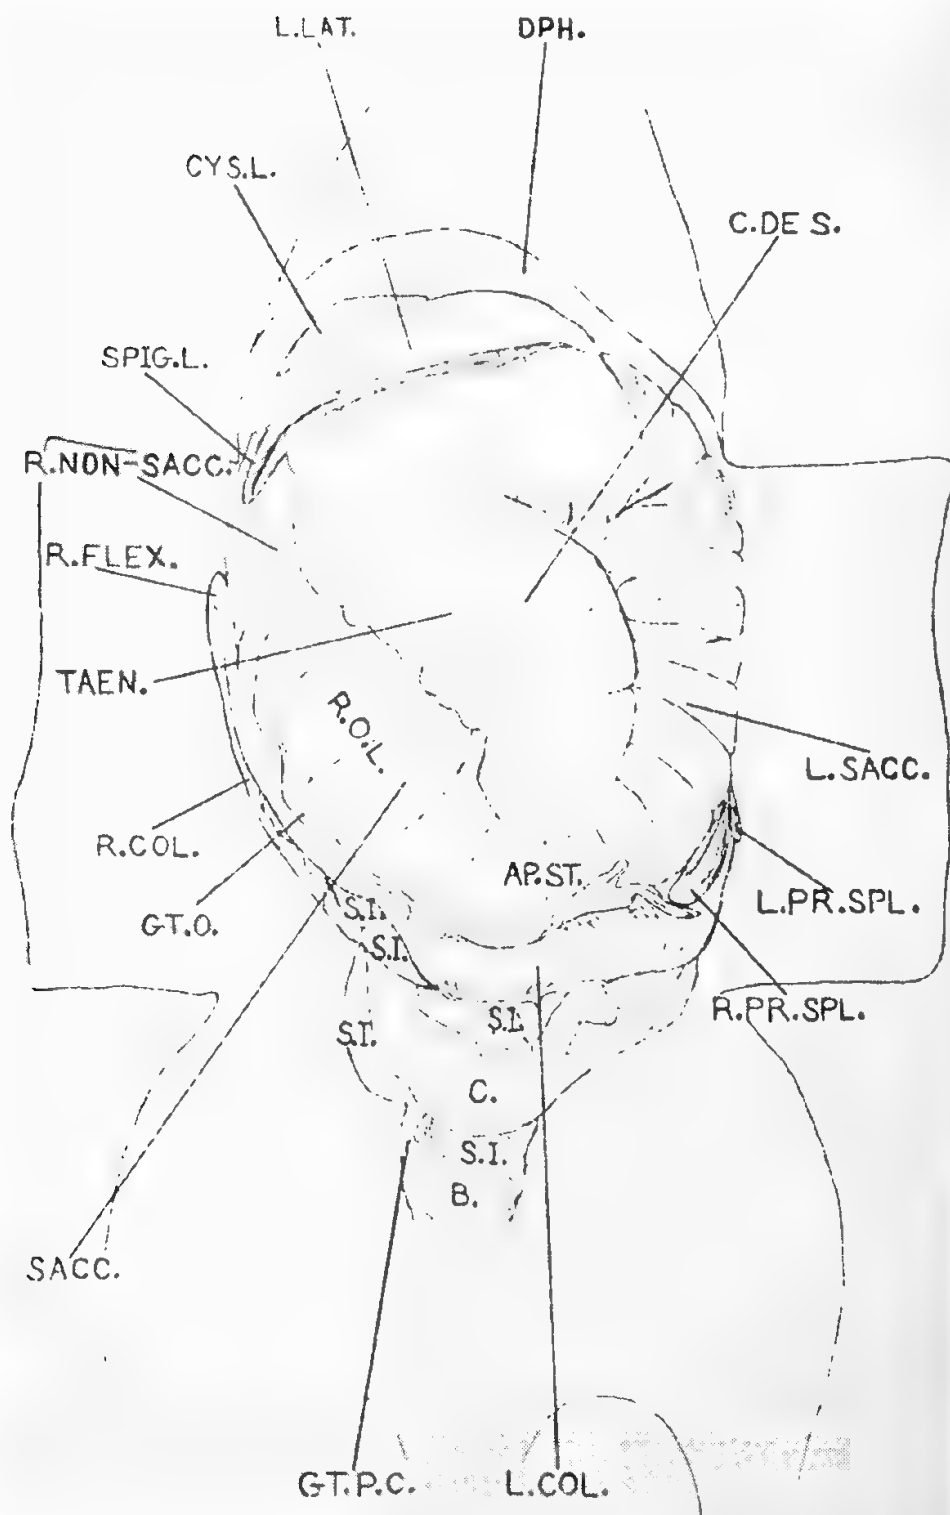 L.LAT.
DPH.
CYS.L.
C.DE S.
SPIG.L.
R.NON-SACC.
R.FLEX.
TAEN.
R.O.L.
L.SACC.
R.COL.
AP.ST.
L.PR.SPL.
S.I.
GT.O.
S.I.
R.PR.SPL.
S.I.
S.I.
C.
S.I.
B.
SACC.
GT.P.C.
L.COL.